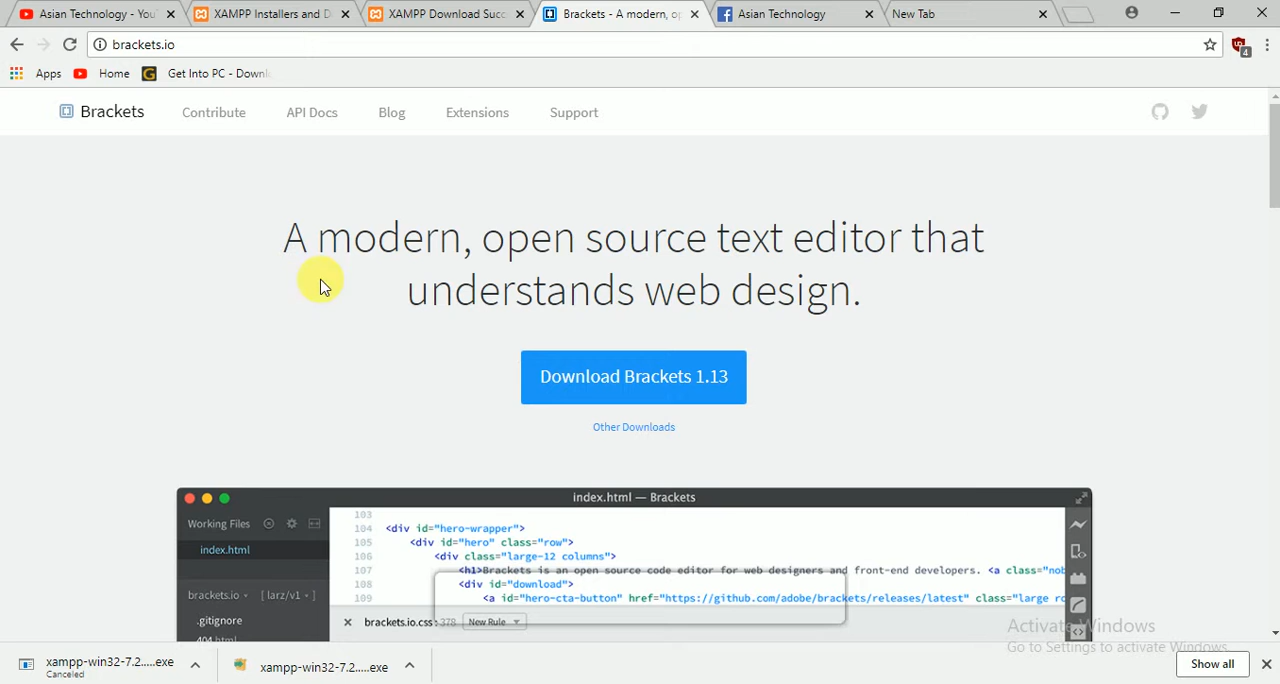 Asian Technology - You
XAMPP Installers and D
XAMPP Download Succ
Brackets - A modern, o
Asian Technology
New Tab
brackets.io
4
Apps
Home
Get Into PC - Downl
Brackets
Contribute
API Docs
Blog
Extensions
Support
A modern, open source text editor that
understands web design.
Download Brackets 1.13
Other Downloads
index.html — Brackets
Working Files
index.html
brackets.io
[ larz/v1 ]
.gitignore
404.html
103
104 <div id="hero-wrapper">
105 <div id="hero" class="row">
106 <div class="large-12 columns">
107 <h1>Brackets is an open source code editor for web designers and front-end developers. <a class="nob
108 <div id="download">
109 <a id="hero-cta-button" href="https://github.com/adobe/brackets/releases/latest" class="large ro
brackets.io.css : 378
New Rule
Activate Windows
Go to Settings to activate Windows.
xampp-win32-7.2.....exe
Canceled
xampp-win32-7.2....exe
Show all